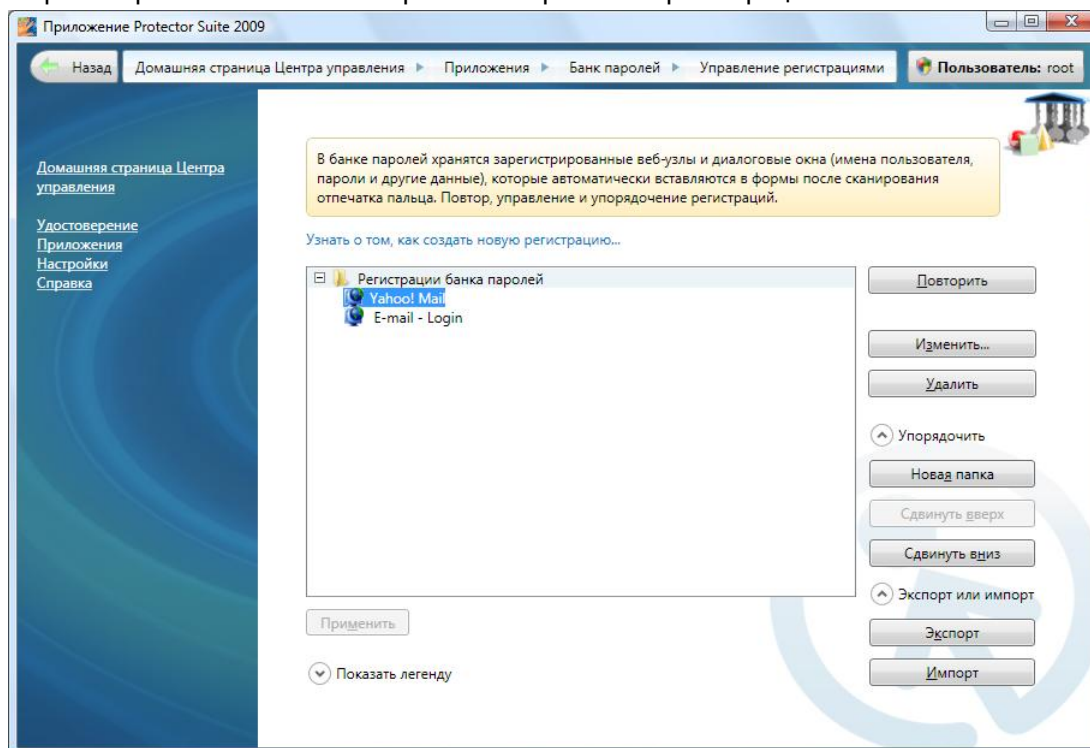 Приложение Protector Suite 2009
Назад
Домашняя страница Центра управления
Приложения
Банк паролей
Управление регистрациями
Пользователь: root
Домашняя страница Центра
управления
Удостоверение
Приложения
Настройки
Справка
В банке паролей хранятся зарегистрированные веб-узлы и диалоговые окна (имена пользователя,
пароли и другие данные), которые автоматически вставляются в формы после сканирования
отпечатка пальца. Повтор, управление и упорядочение регистраций.
Узнать о том, как создать новую регистрацию...
Регистрации банка паролей
Yahoo! Mail
E-mail - Login
Повторить
Изменить...
Удалить
Упорядочить
Новая папка
Сдвинуть вверх
Сдвинуть вниз
Экспорт или импорт
Экспорт
Импорт
Применить
Показать легенду